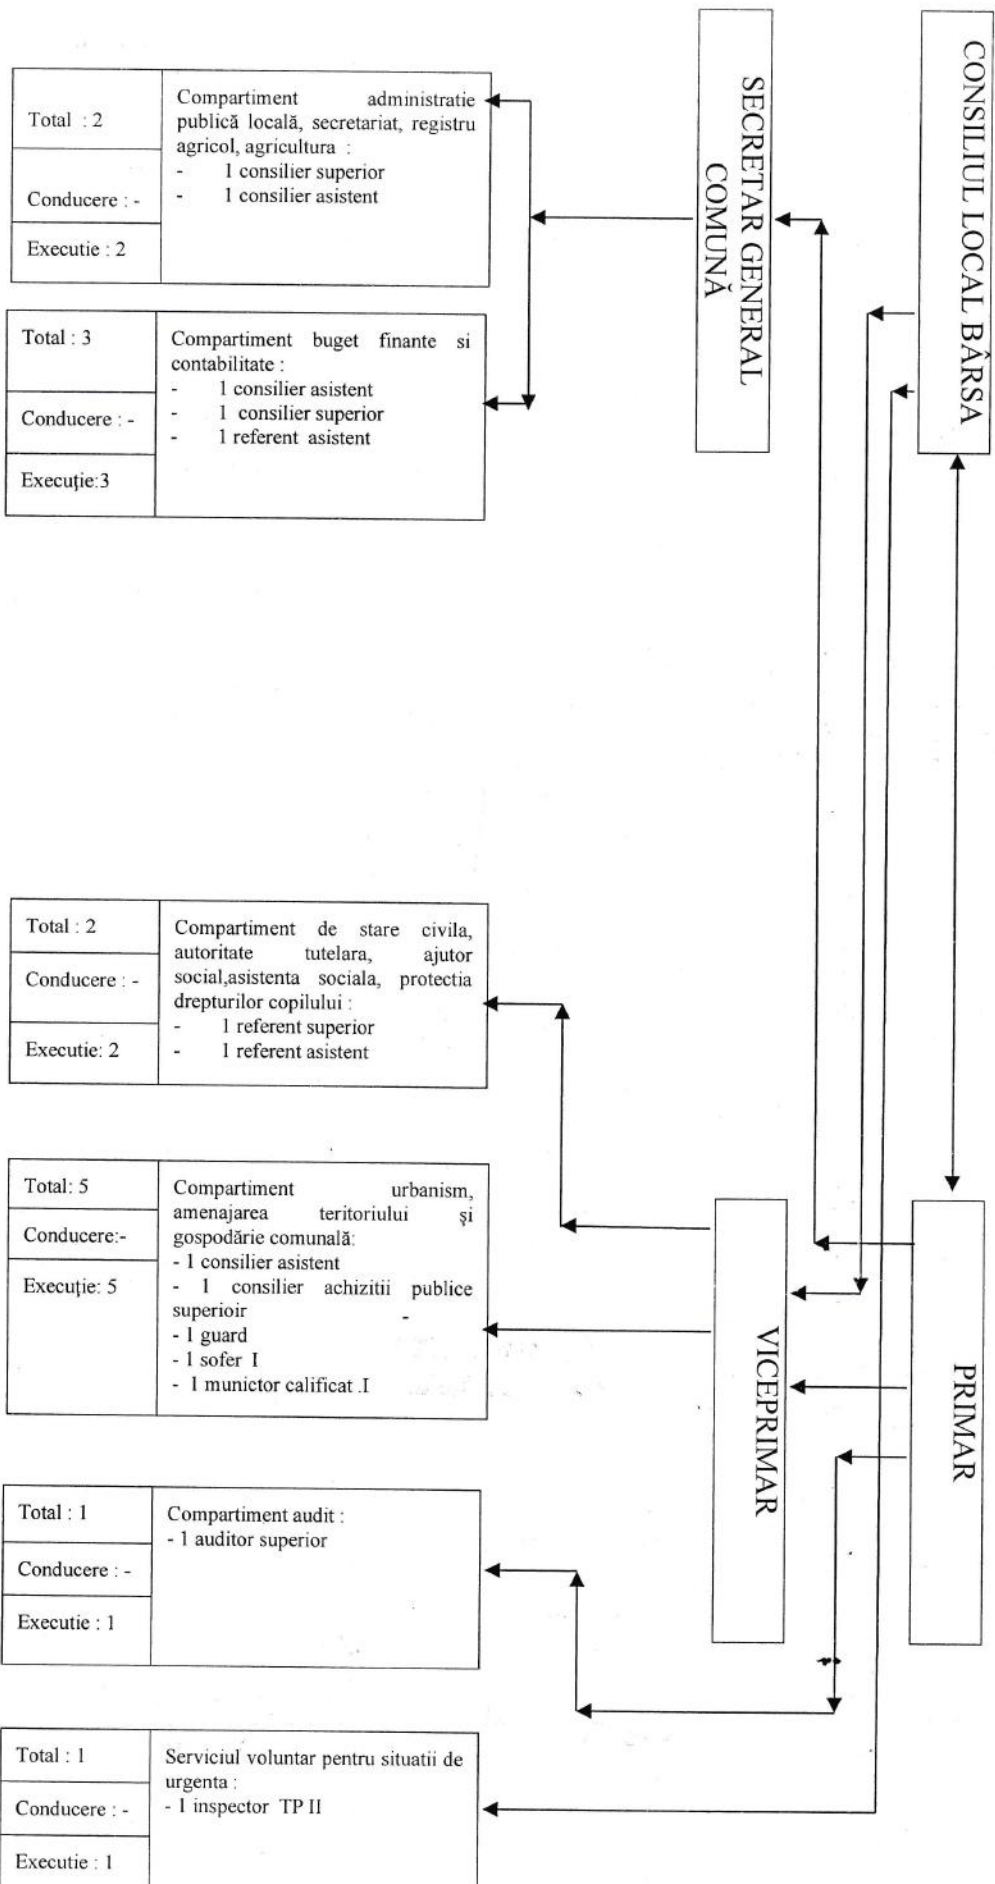 CONSILIUL LOCAL BÂRSA
SECRETAR GENERAL
COMUNĂ
Total : 2
Conducere : -
Executie : 2
Compartiment administratie
publică locală, secretariat, registru
agricol, agricultura :
- 1 consilier superior
- 1 consilier asistent
Total : 3
Conducere : -
Execuţie:3
Compartiment buget finante si
contabilitate :
- 1 consilier asistent
- 1 consilier superior
- 1 referent asistent
PRIMAR
VICEPRIMAR
Total : 2
Conducere : -
Executie: 2
Compartiment de stare civila,
autoritate tutelara, ajutor
social,asistenta sociala, protectia
drepturilor copilului :
- 1 referent superior
- 1 referent asistent
Total: 5
Conducere:-
Execuţie: 5
Compartiment urbanism,
amenajarea teritoriului şi
gospodărie comunală:
- 1 consilier asistent
- 1 consilier achizitii publice
superioir
- 1 guard
- 1 sofer I
- 1 munictor calificat .I
Total : 1
Conducere : -
Executie : 1
Compartiment audit :
- 1 auditor superior
Total : 1
Conducere : -
Executie : 1
Serviciul voluntar pentru situatii de
urgenta :
- 1 inspector TP II